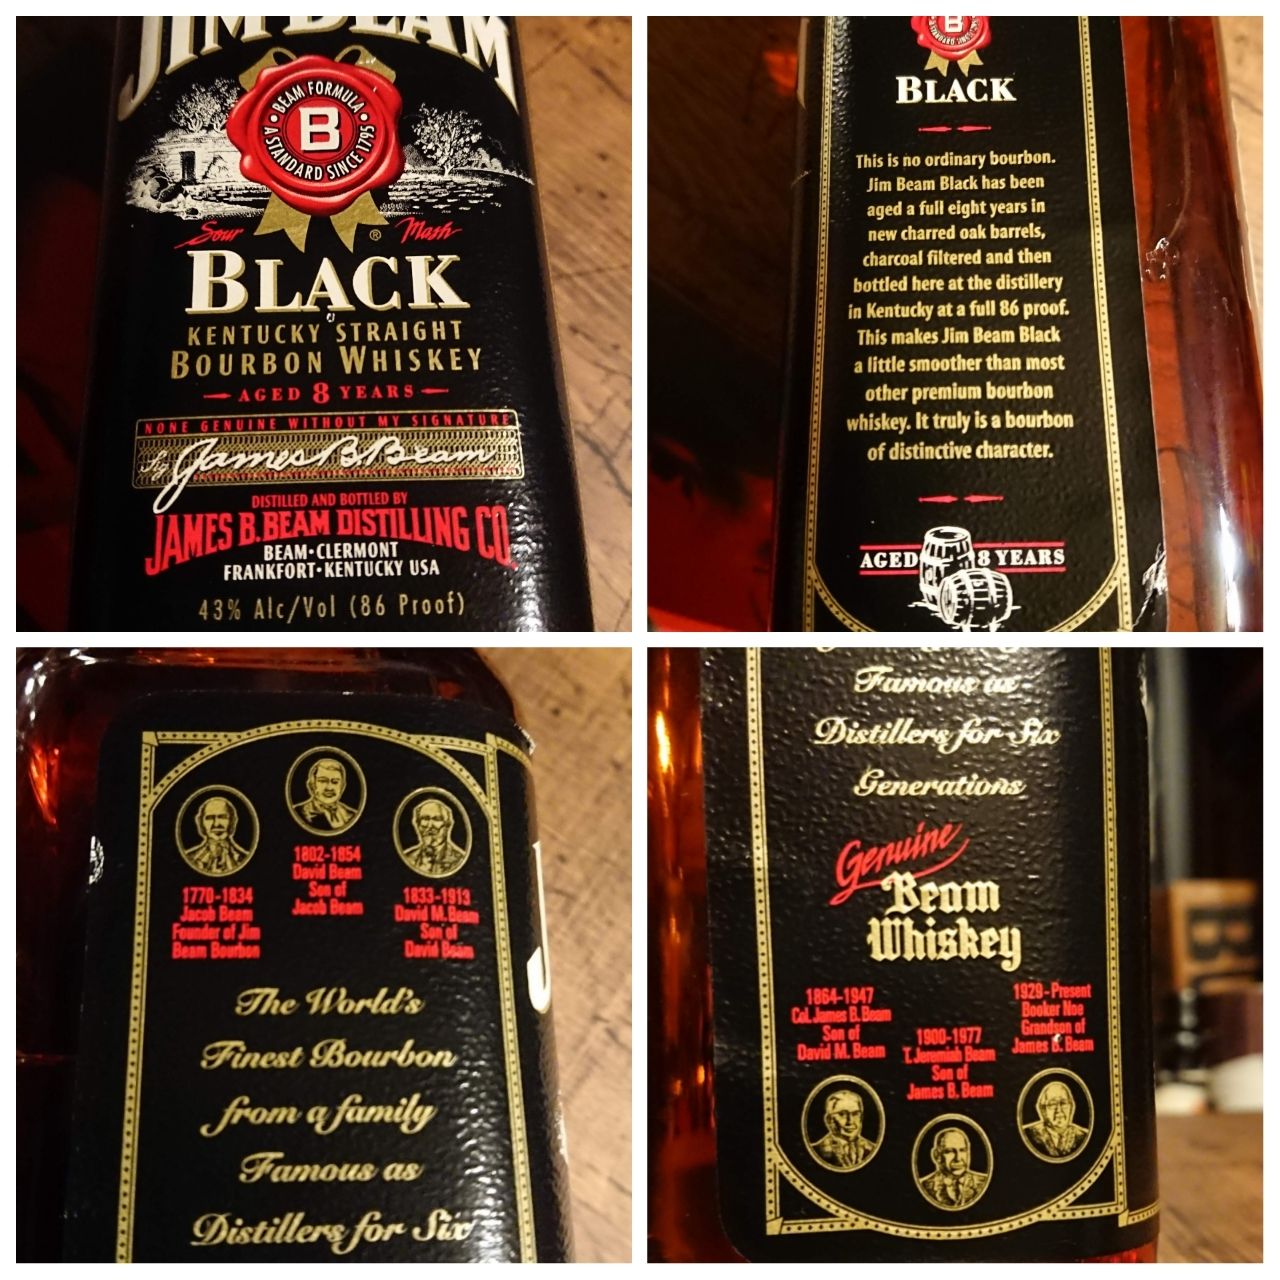 JIM BEAM
BEAM FORMULA
B
A STANDARD SINCE 1795
Sour Mash
®
BLACK
KENTUCKY STRAIGHT
BOURBON WHISKEY
AGED 8 YEARS
NONE GENUINE WITHOUT MY SIGNATURE
James B Beam
DISTILLED AND BOTTLED BY
JAMES B. BEAM DISTILLING CO.
BEAM·CLERMONT
FRANKFORT·KENTUCKY USA
43% Alc/Vol (86 Proof)
B
A STANDARD SINCE 1795
BLACK
This is no ordinary bourbon.
Jim Beam Black has been
aged a full eight years in
new charred oak barrels,
charcoal filtered and then
bottled here at the distillery
in Kentucky at a full 86 proof.
This makes Jim Beam Black
a little smoother than most
other premium bourbon
whiskey. It truly is a bourbon
of distinctive character.
AGED 8 YEARS
1802-1854
David Beam
Son of
Jacob Beam
1770-1834
Jacob Beam
Founder of Jim
Beam Bourbon
1833-1913
David M. Beam
Son of
David Beam
The World's
Finest Bourbon
from a family
Famous as
Distillers for Six
Famous as
Distillers for Six
Generations
Genuine
Beam
Whiskey
1864-1947
Col. James B. Beam
Son of
David M. Beam
1900-1977
T. Jeremiah Beam
Son of
James B. Beam
1929-Present
Booker Noe
Grandson of
James B. Beam